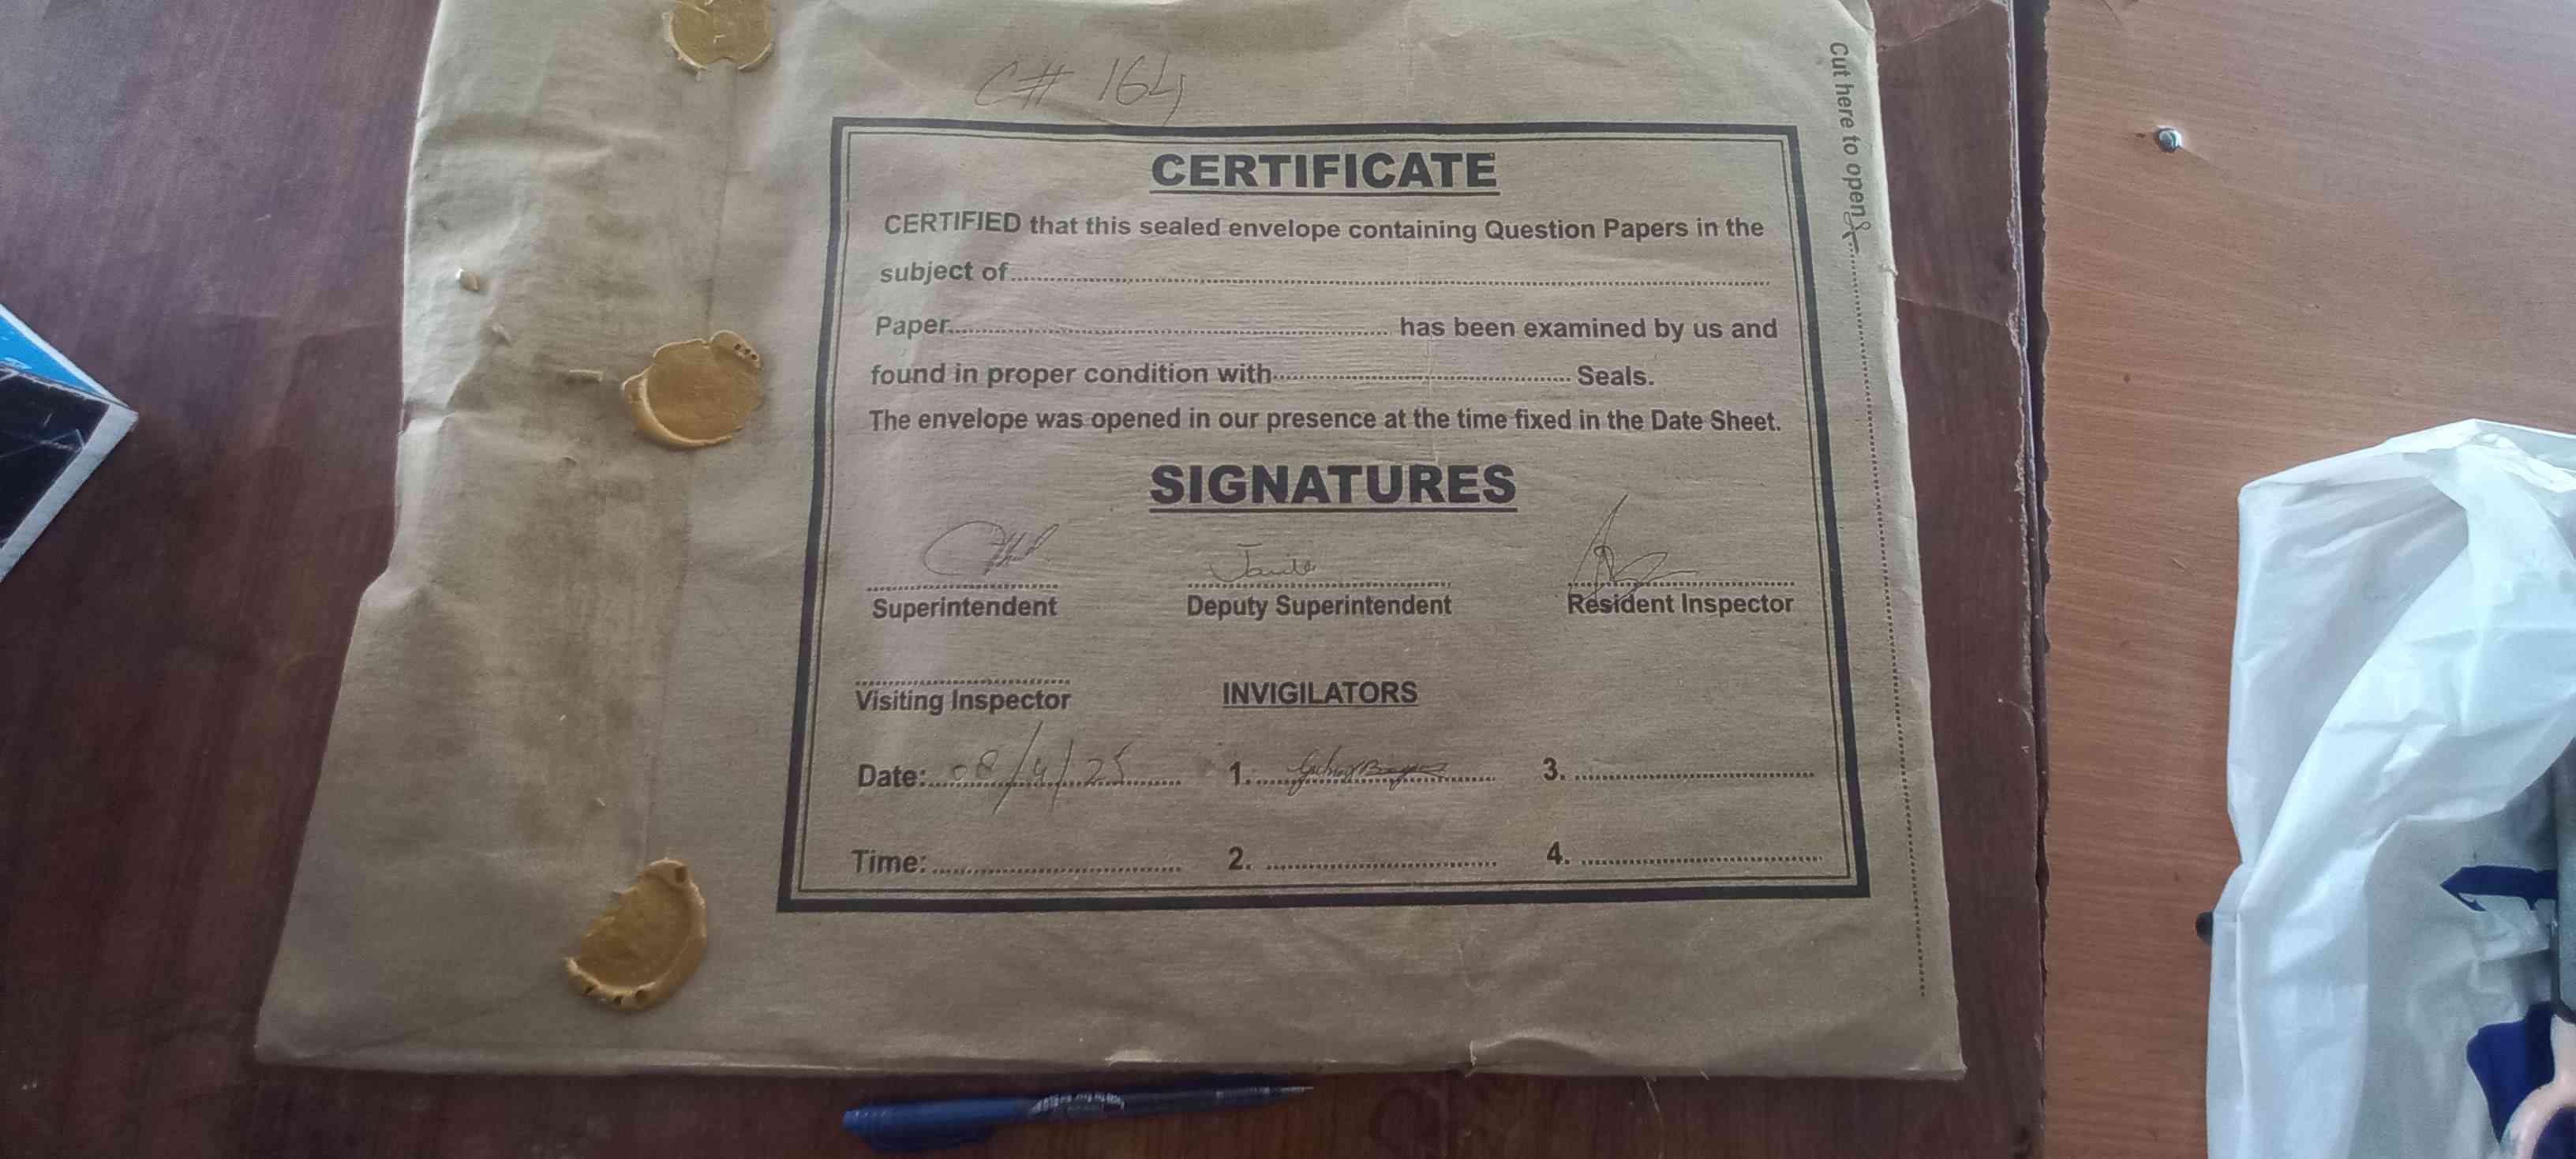 C# 164
CERTIFICATE
CERTIFIED that this sealed envelope containing Question Papers in the
subject of
Paper has been examined by us and
found in proper condition with Seals.
The envelope was opened in our presence at the time fixed in the Date Sheet.
SIGNATURES
Superintendent Deputy Superintendent Resident Inspector
Visiting Inspector INVIGILATORS
Date: 08/4/25 1. 3.
Time: 2. 4.
Cut here to open